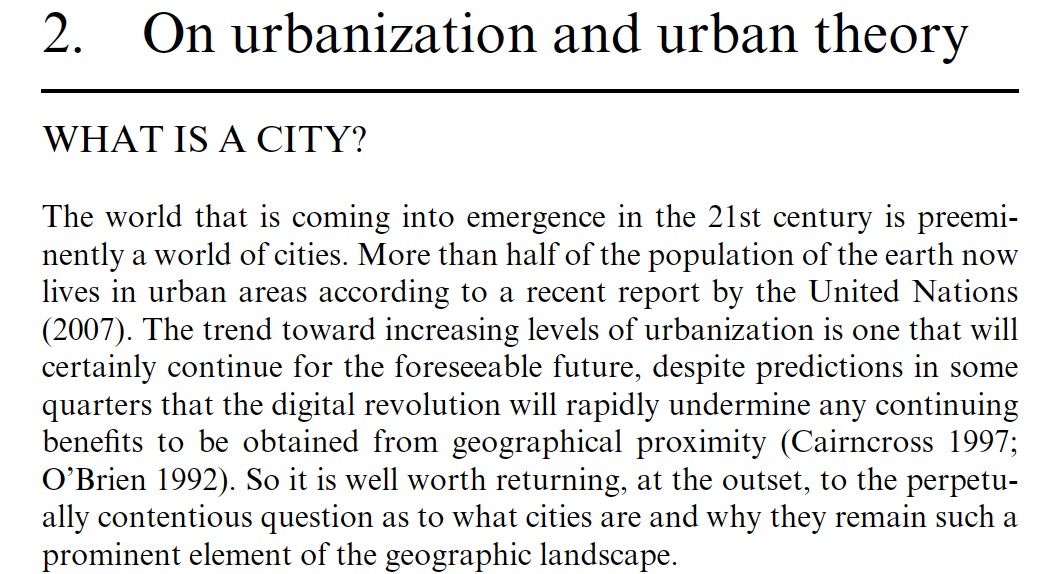 2. On urbanization and urban theory
WHAT IS A CITY?
The world that is coming into emergence in the 21st century is preemi-
nently a world of cities. More than half of the population of the earth now
lives in urban areas according to a recent report by the United Nations
(2007). The trend toward increasing levels of urbanization is one that will
certainly continue for the foreseeable future, despite predictions in some
quarters that the digital revolution will rapidly undermine any continuing
benefits to be obtained from geographical proximity (Cairncross 1997;
O’Brien 1992). So it is well worth returning, at the outset, to the perpetu-
ally contentious question as to what cities are and why they remain such a
prominent element of the geographic landscape.